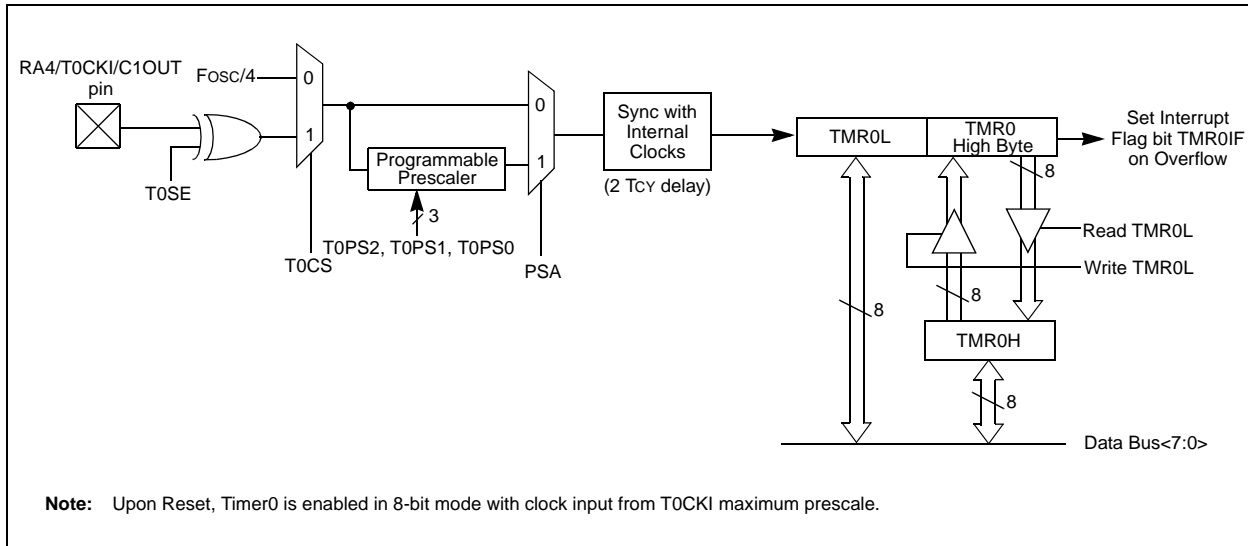 RA4/T0CKI/C1OUT
pin
FOSC/4
0
1
T0SE
T0CS
Programmable
Prescaler
3
T0PS2, T0PS1, T0PS0
0
1
PSA
Sync with
Internal
Clocks
(2 TCY delay)
TMR0L
TMR0
High Byte
Set Interrupt
Flag bit TMR0IF
on Overflow
8
Read TMR0L
Write TMR0L
8
8
TMR0H
8
Data Bus<7:0>
Note: Upon Reset, Timer0 is enabled in 8-bit mode with clock input from T0CKI maximum prescale.